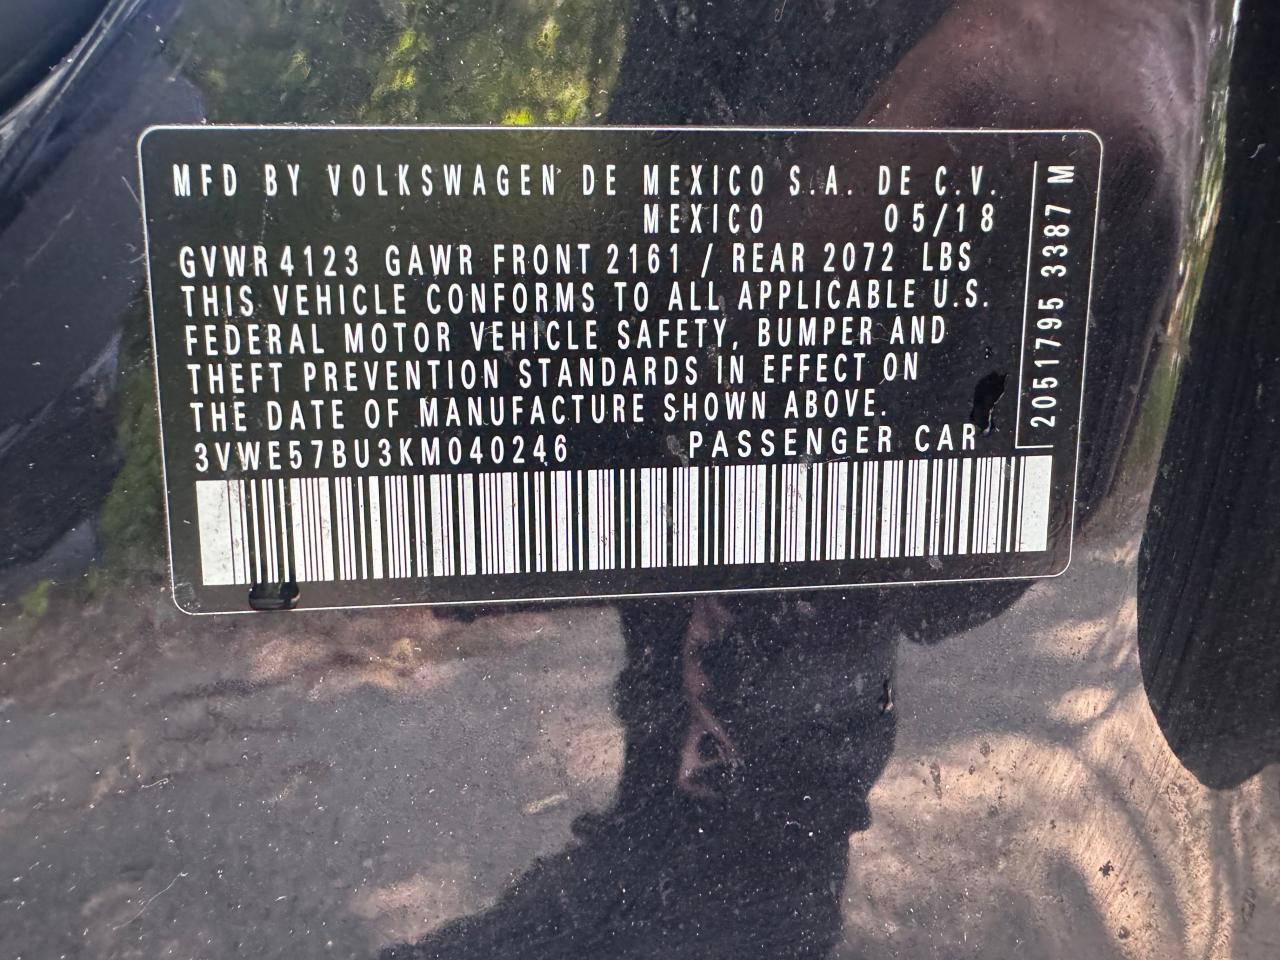 MFD BY VOLKSWAGEN DE MEXICO S.A. DE C.V.
MEXICO 05/18
GVWR 4123 GAWR FRONT 2161 / REAR 2072 LBS
THIS VEHICLE CONFORMS TO ALL APPLICABLE U.S.
FEDERAL MOTOR VEHICLE SAFETY, BUMPER AND
THEFT PREVENTION STANDARDS IN EFFECT ON
THE DATE OF MANUFACTURE SHOWN ABOVE.
3VWE57BU3KM040246 PASSENGER CAR
2051795 3387 M